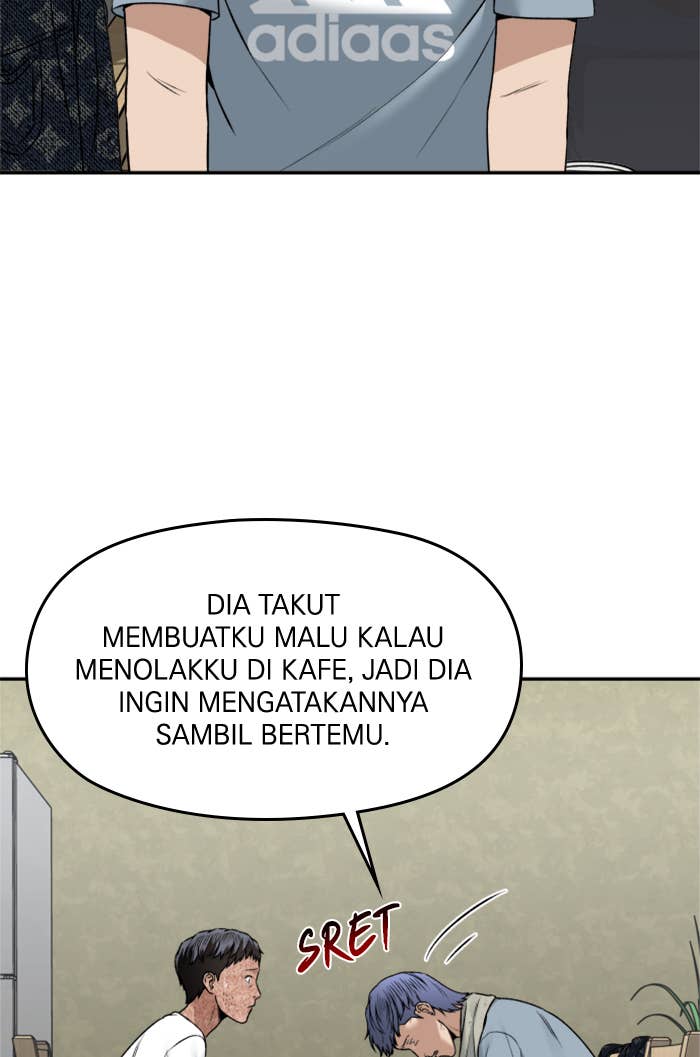 adiaas
DIA TAKUT
MEMBUATKU MALU KALAU
MENOLAKKU DI KAFE, JADI DIA
INGIN MENGATAKANNYA
SAMBIL BERTEMU.
SRET